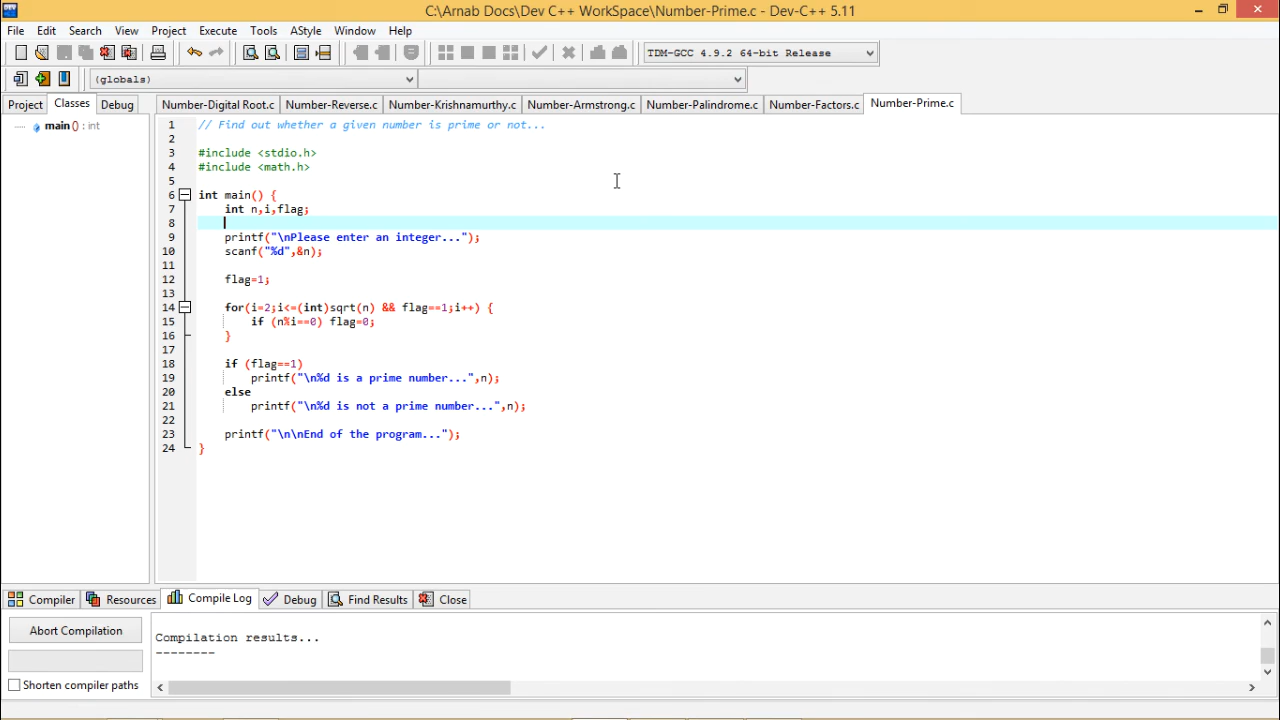 C:\Arnab Docs\Dev C++ WorkSpace\Number-Prime.c - Dev-C++ 5.11
File Edit Search View Project Execute Tools AStyle Window Help
TDM-GCC 4.9.2 64-bit Release
(globals)
Project Classes Debug
Number-Digital Root.c Number-Reverse.c Number-Krishnamurthy.c Number-Armstrong.c Number-Palindrome.c Number-Factors.c Number-Prime.c
main () : int
1 // Find out whether a given number is prime or not...
2
3 #include <stdio.h>
4 #include <math.h>
5
6 int main() {
7 int n,i,flag;
8
9 printf("\nPlease enter an integer...");
10 scanf("%d",&n);
11
12 flag=1;
13
14 for(i=2;i<=(int)sqrt(n) && flag==1;i++) {
15 if (n%i==0) flag=0;
16 }
17
18 if (flag==1)
19 printf("\n%d is a prime number...",n);
20 else
21 printf("\n%d is not a prime number...",n);
22
23 printf("\n\nEnd of the program...");
24 }
Compiler Resources Compile Log Debug Find Results Close
Abort Compilation
Shorten compiler paths
Compilation results...
--------